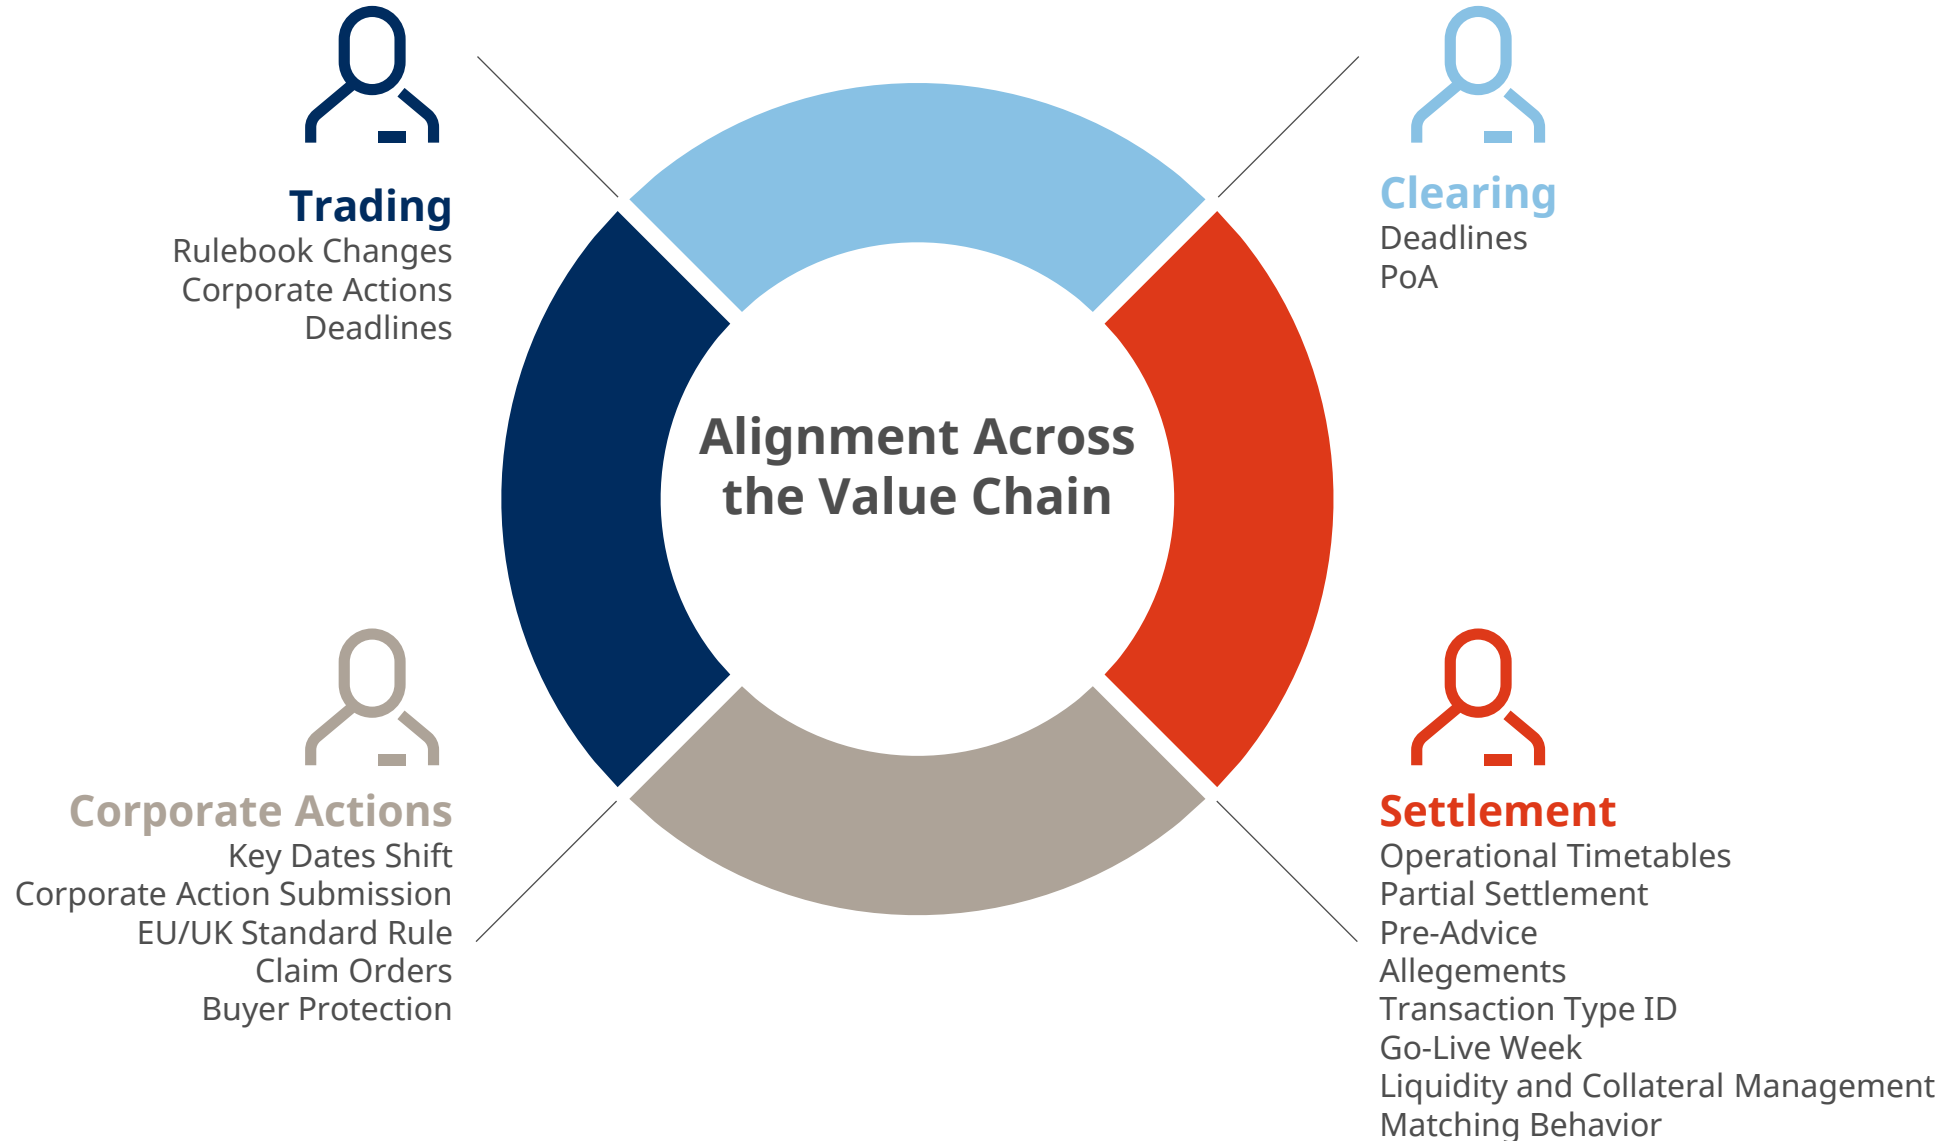 Trading
Rulebook Changes
Corporate Actions
Deadlines
Clearing
Deadlines
PoA
Alignment Across
the Value Chain
Corporate Actions
Key Dates Shift
Corporate Action Submission
EU/UK Standard Rule
Claim Orders
Buyer Protection
Settlement
Operational Timetables
Partial Settlement
Pre-Advice
Allegements
Transaction Type ID
Go-Live Week
Liquidity and Collateral Management
Matching Behavior